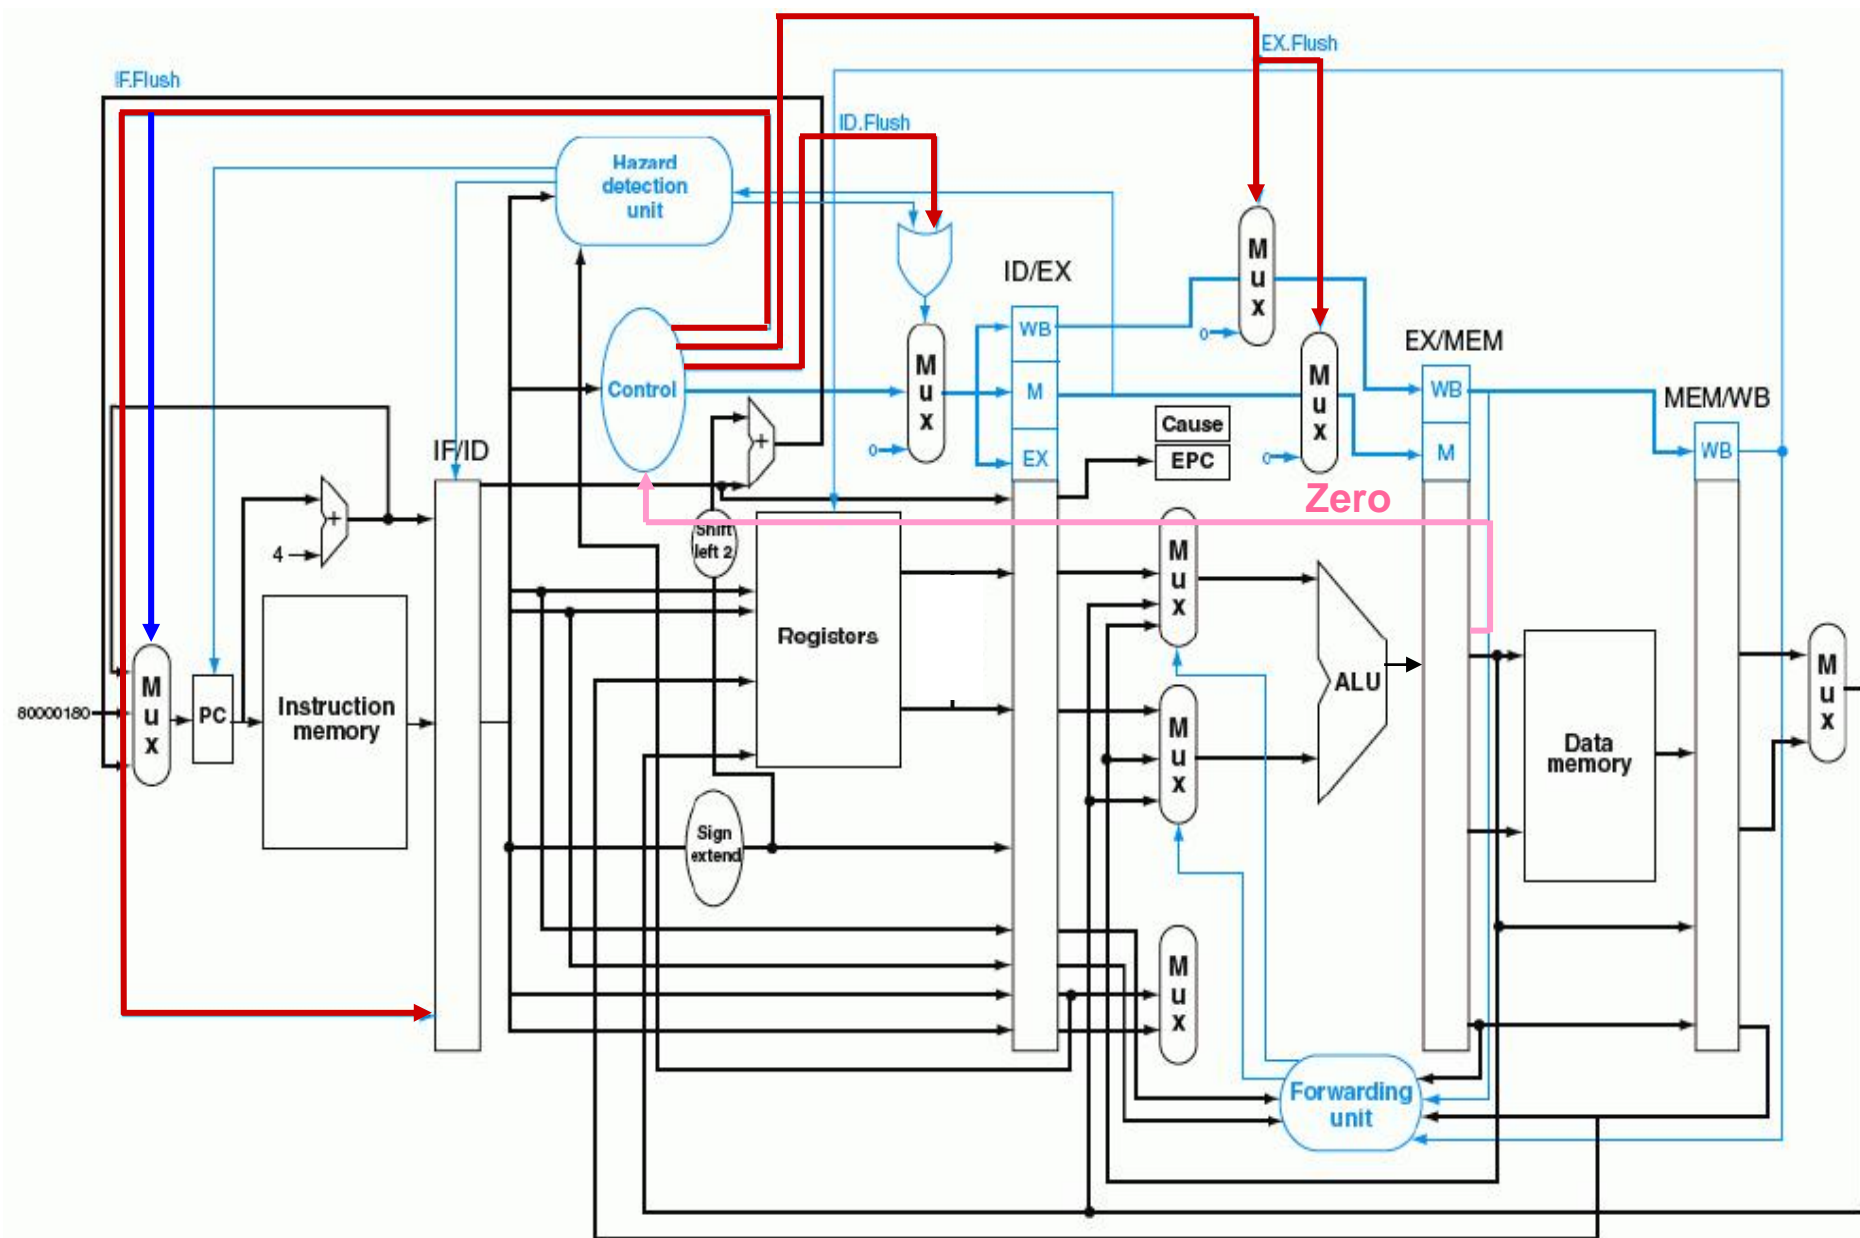 EX.Flush
IF.Flush
ID.Flush
Hazard
detection
unit
M
u
x
ID/EX
0
WB
EX/MEM
M
u
x
M
u
x
Control
M
WB
MEM/WB
Cause
0
EX
EPC
0
M
WB
IF/ID
+
Zero
+
4
Shift
left 2
M
u
x
Registers
ALU
M
u
x
80000180
PC
Instruction
memory
M
u
x
Data
memory
M
u
x
Sign
extend
M
u
x
Forwarding
unit